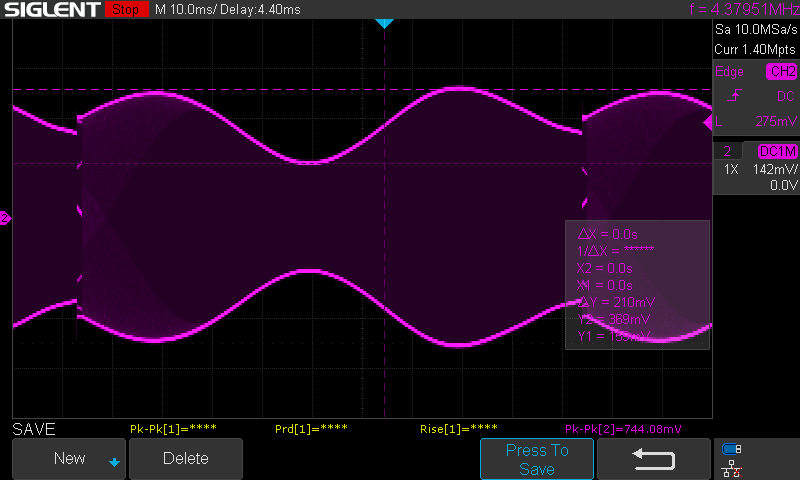 SIGLENT Stop M 10.0ms/ Delay:4.40ms f = 4.37951MHz
Sa 10.0MSa/s
Curr 1.40Mpts
Edge CH2
DC
L 275mV
2 DC1M
1X 142mV/
0.0V
2
ΔX = 0.0s
1/ΔX = ******
X2 = 0.0s
X1 = 0.0s
ΔY = 210mV
Y2 = 369mV
Y1 = 159mV
SAVE Pk-Pk[1]=**** Prd[1]=**** Rise[1]=**** Pk-Pk[2]=744.08mV
New Delete Press To
Save